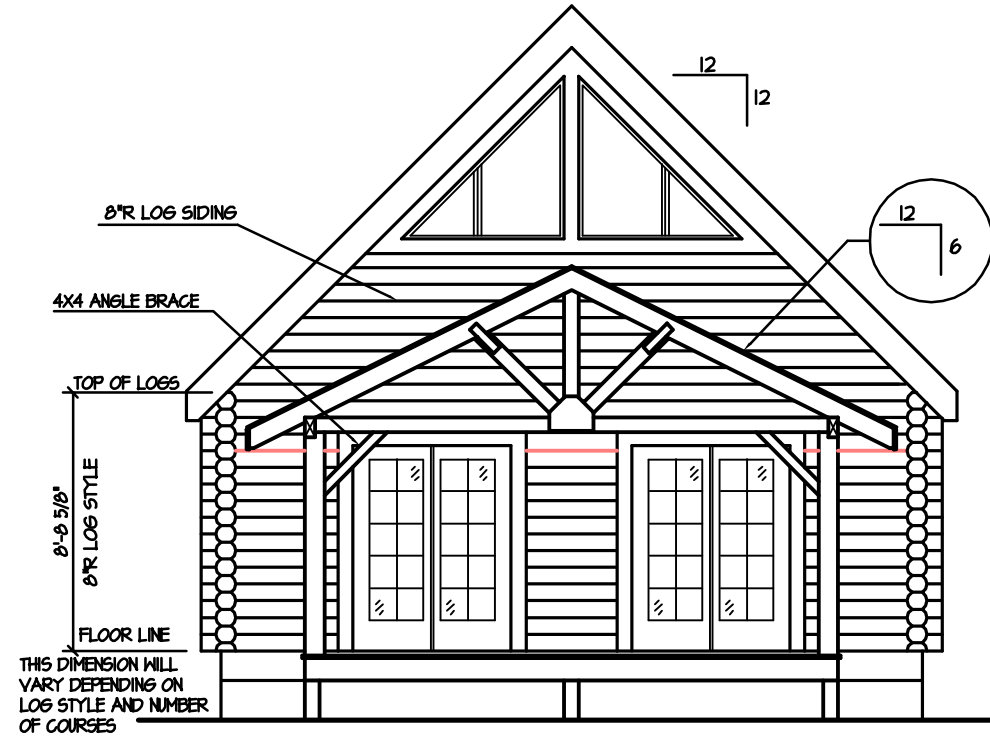 12
12
8"R LOG SIDING
12
6
4X4 ANGLE BRACE
TOP OF LOGS
8'-8 5/8"
8"R LOG STYLE
FLOOR LINE
THIS DIMENSION WILL
VARY DEPENDING ON
LOG STYLE AND NUMBER
OF COURSES